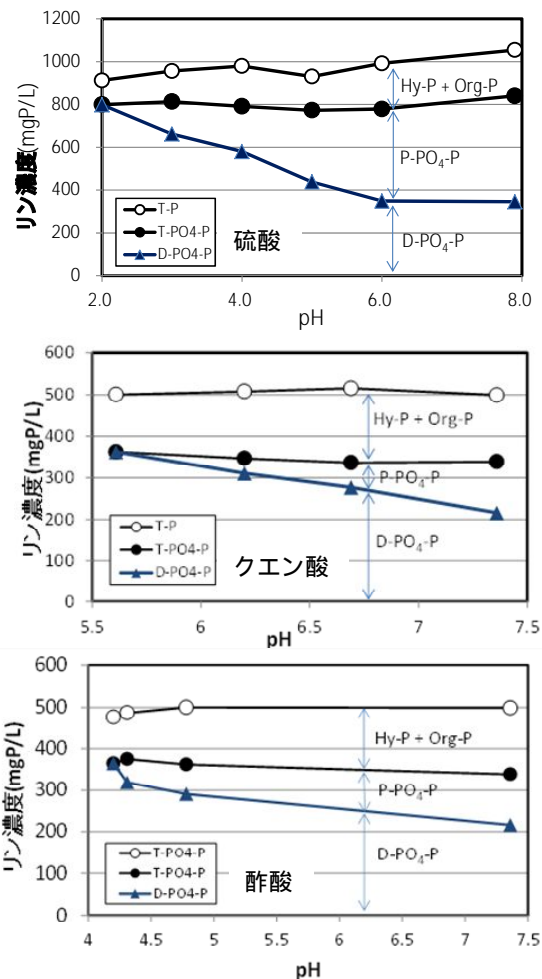 1200
1000
800
600
400
200
0
リン濃度(mgP/L)
Hy-P + Org-P
P-PO₄-P
D-PO₄-P
T-P
T-PO4-P
D-PO4-P
硫酸
2.0 4.0 6.0 8.0
pH
600
500
400
300
200
100
0
リン濃度(mgP/L)
Hy-P + Org-P
P-PO₄-P
D-PO₄-P
T-P
T-PO4-P
D-PO4-P
クエン酸
5.5 6 6.5 7 7.5
pH
600
500
400
300
200
100
0
リン濃度(mgP/L)
Hy-P + Org-P
P-PO₄-P
D-PO₄-P
T-PO4-P
T-PO4-P
D-PO4-P
酢酸
4 4.5 5 5.5 6 6.5 7 7.5
pH